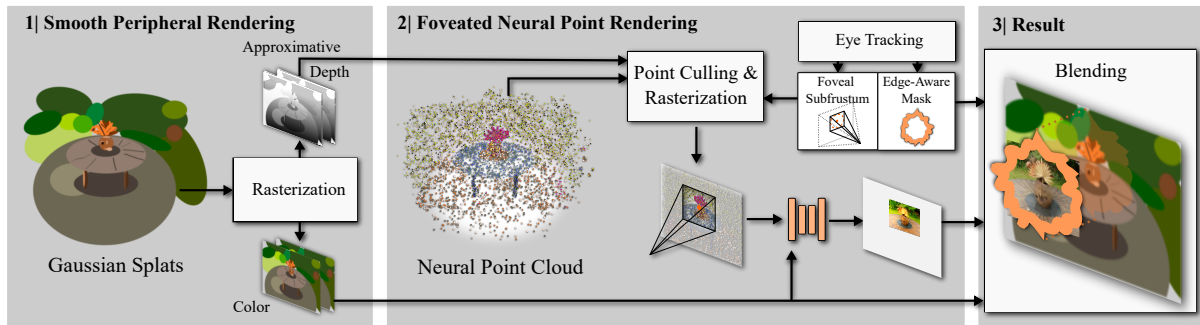 1| Smooth Peripheral Rendering
Approximative
Depth
Rasterization
Gaussian Splats
Color
2| Foveated Neural Point Rendering
Neural Point Cloud
Point Culling &
Rasterization
Eye Tracking
Foveal
Subfrustum
Edge-Aware
Mask
3| Result
Blending